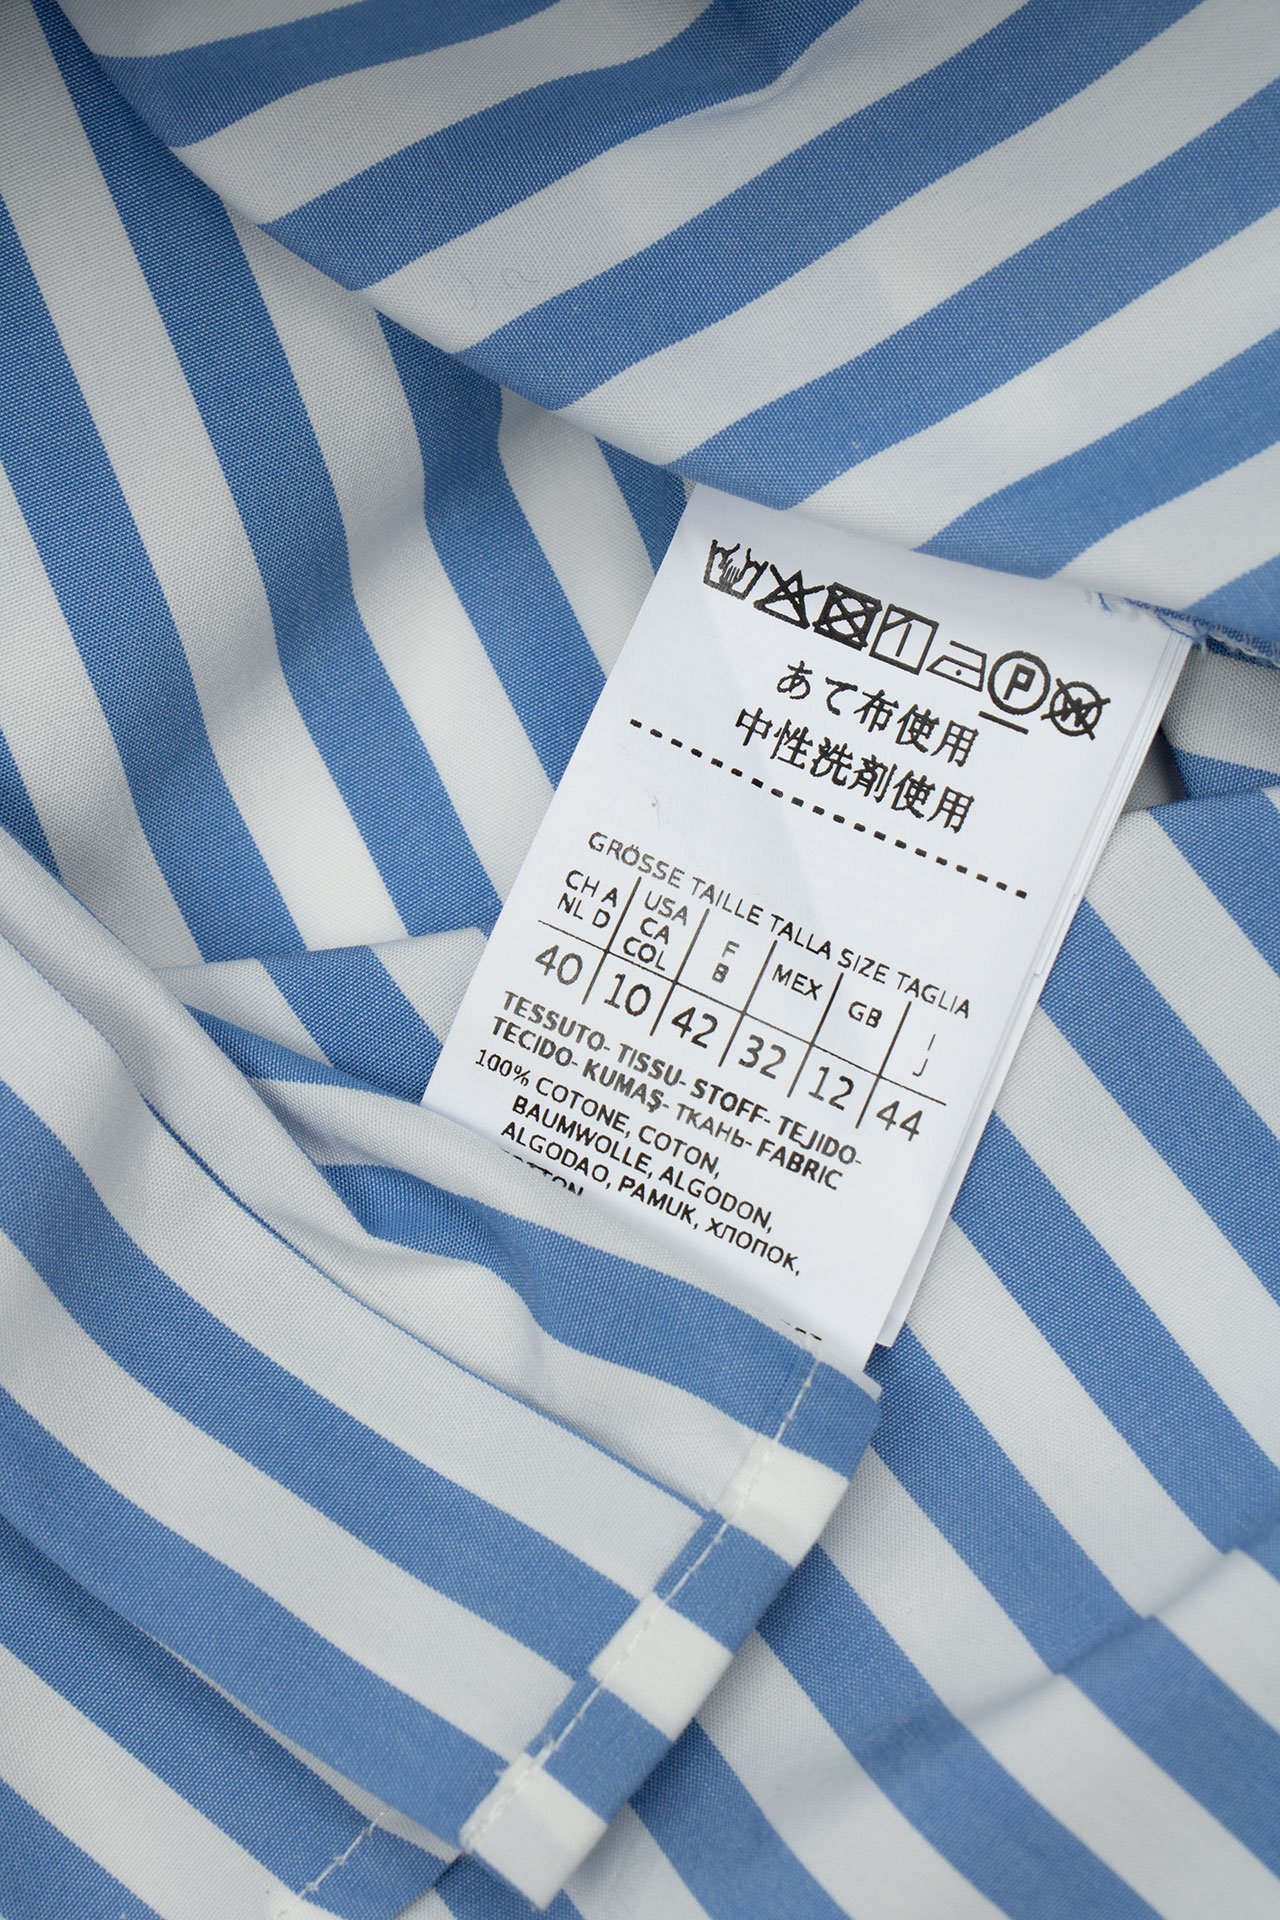 P W
あて布使用
中性洗剤使用
GRÖSSE TAILLE TALLA SIZE TAGLIA
CH A NL D USA CA COL F B MEX GB I J
40 10 42 32 12 44
TESSUTO- TISSU- STOFF- TEJIDO-
TECIDO- KUMAŞ- ТКАНЬ- FABRIC
100% COTONE, COTON,
BAUMWOLLE, ALGODON,
ALGODAO, PAMUK, ХЛОПОК,